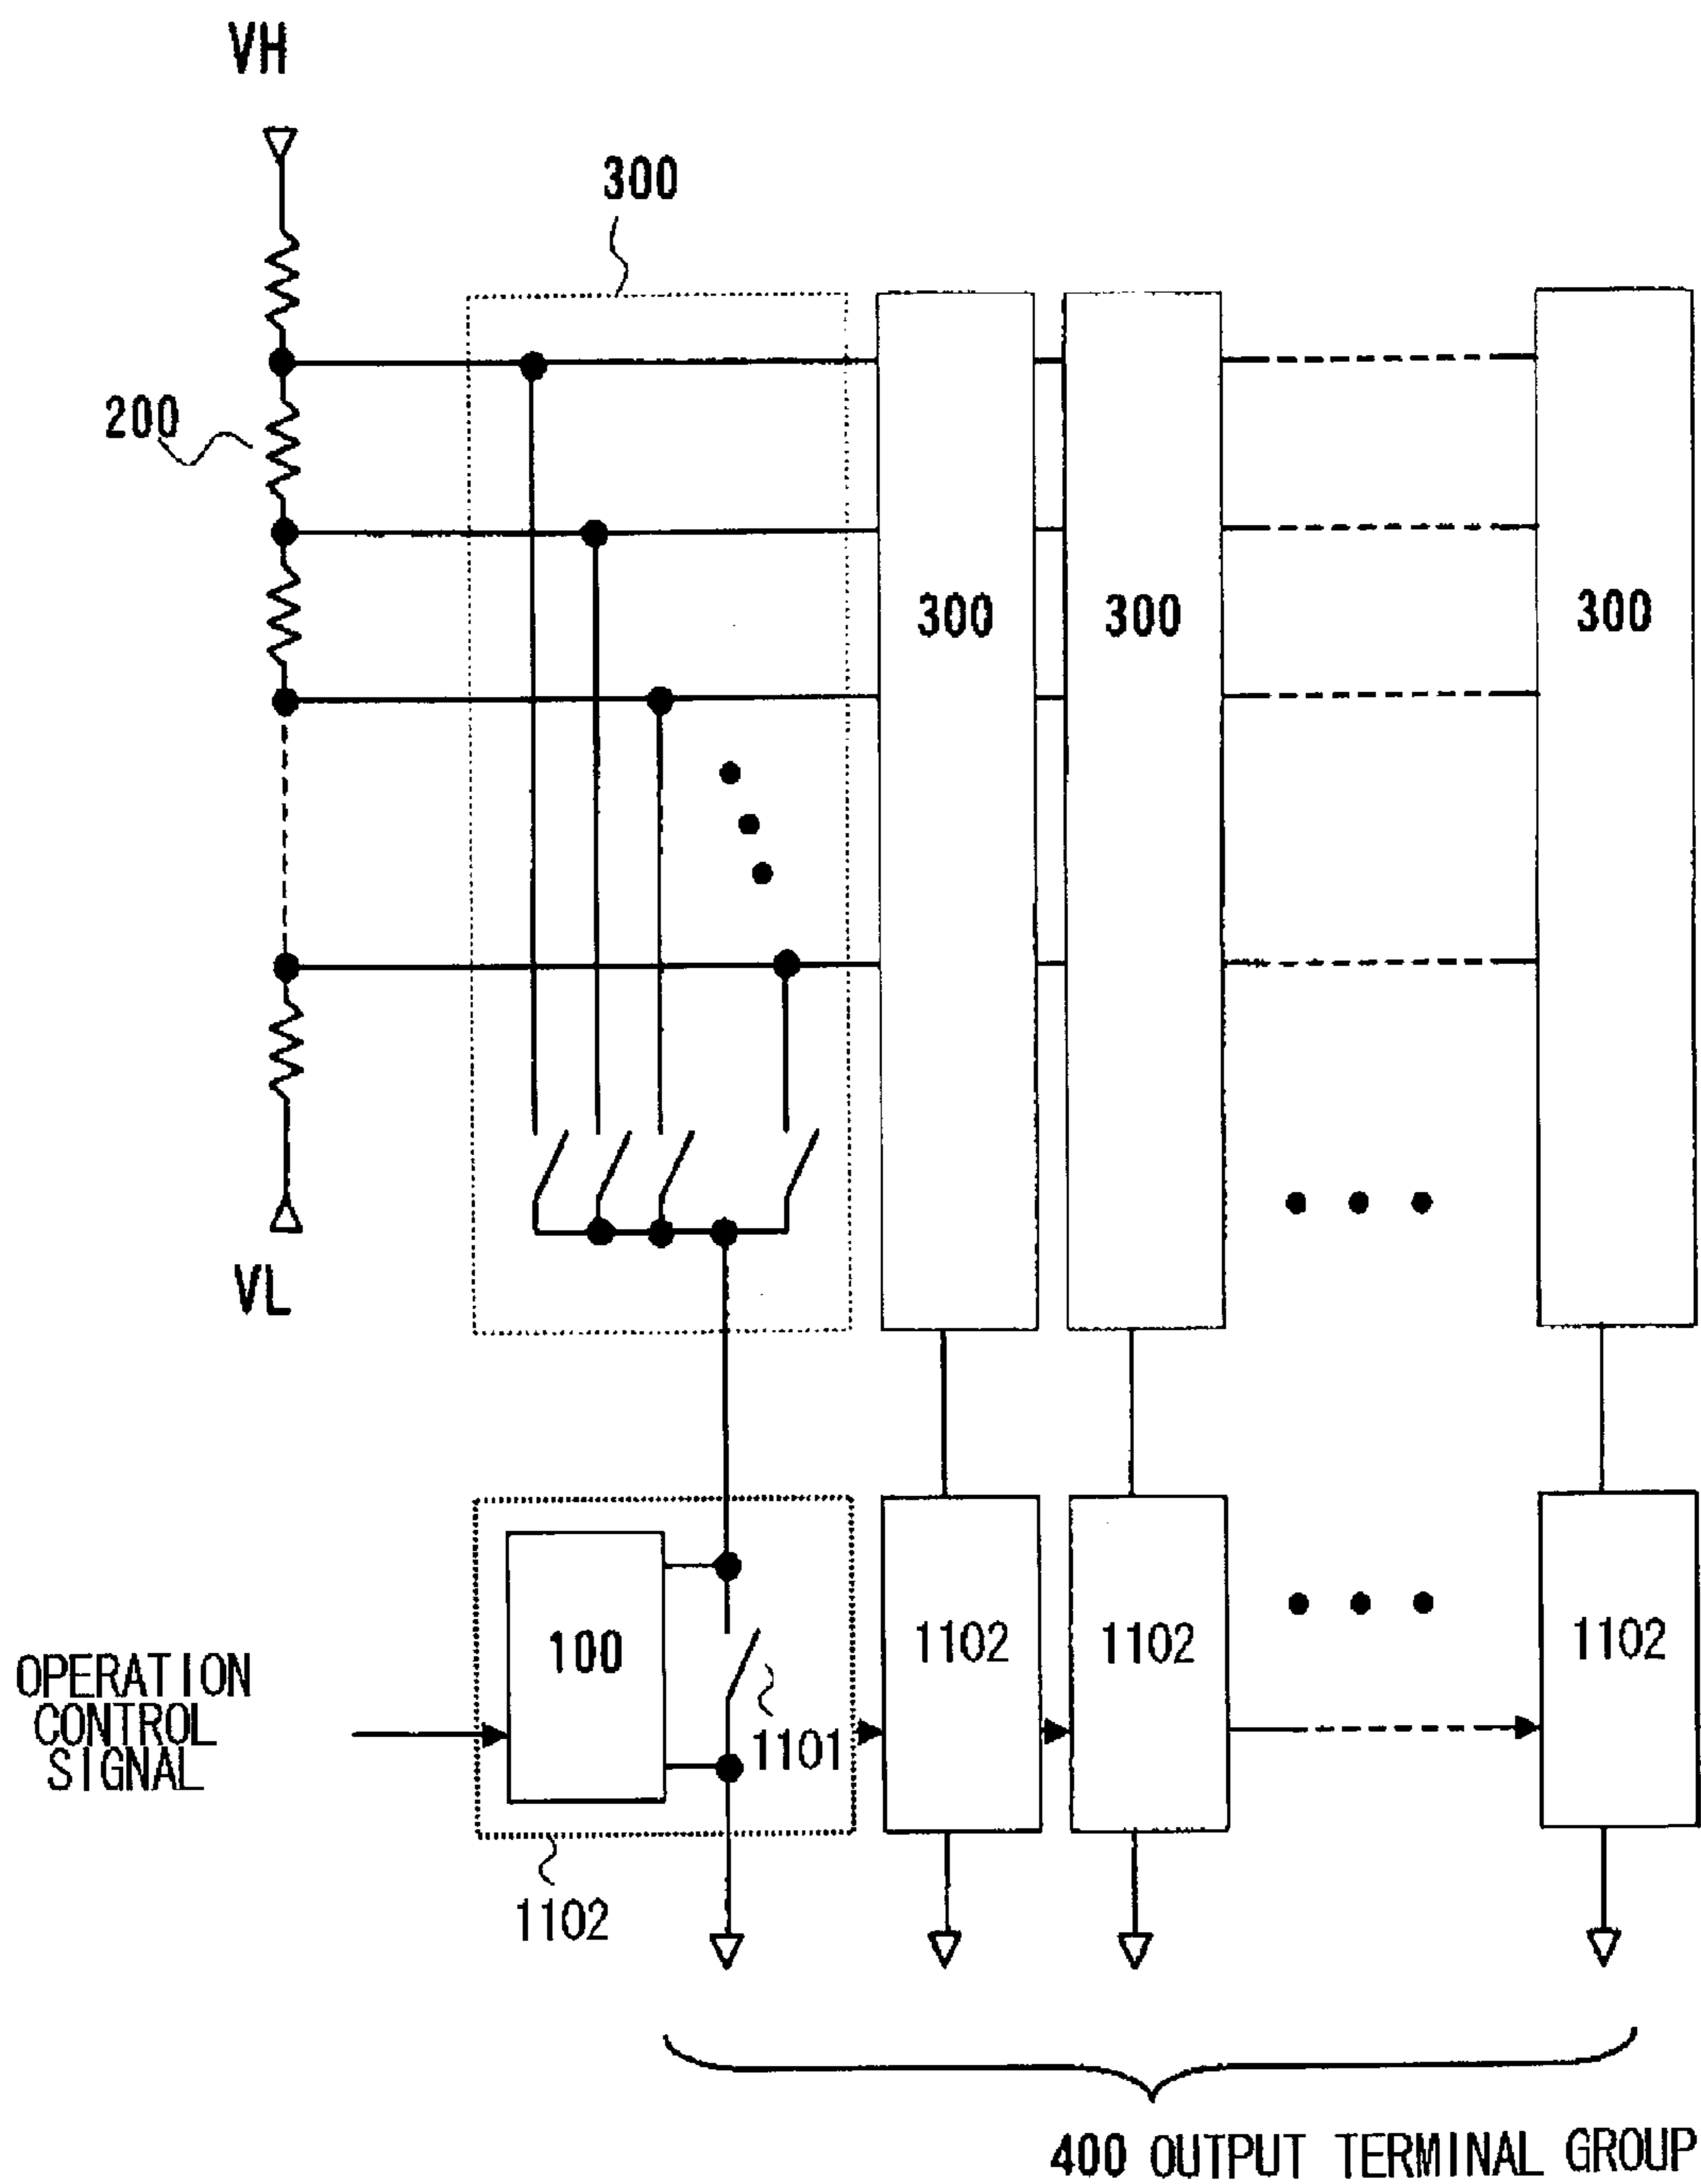 VH
300
200
300
300
300
VL
100
1102
1102
1102
OPERATION
CONTROL
SIGNAL
1101
1102
400 OUTPUT TERMINAL GROUP